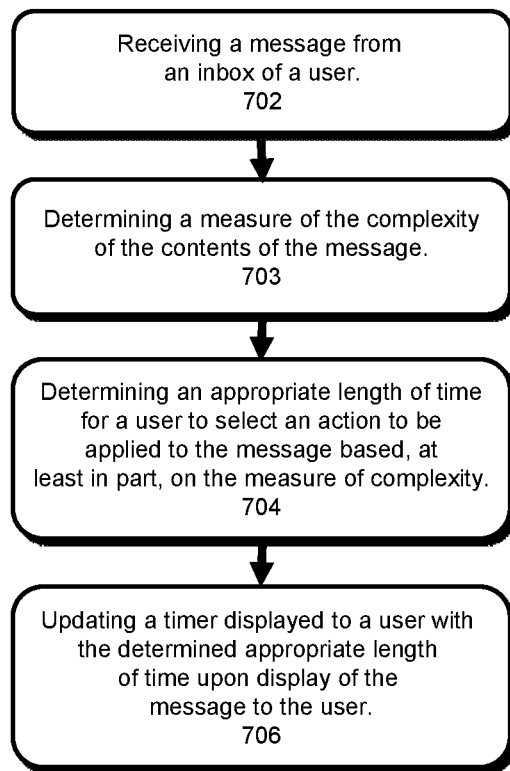 Receiving a message from
an inbox of a user.
702
Determining a measure of the complexity
of the contents of the message.
703
Determining an appropriate length of time
for a user to select an action to be
applied to the message based, at
least in part, on the measure of complexity.
704
Updating a timer displayed to a user with
the determined appropriate length
of time upon display of the
message to the user.
706